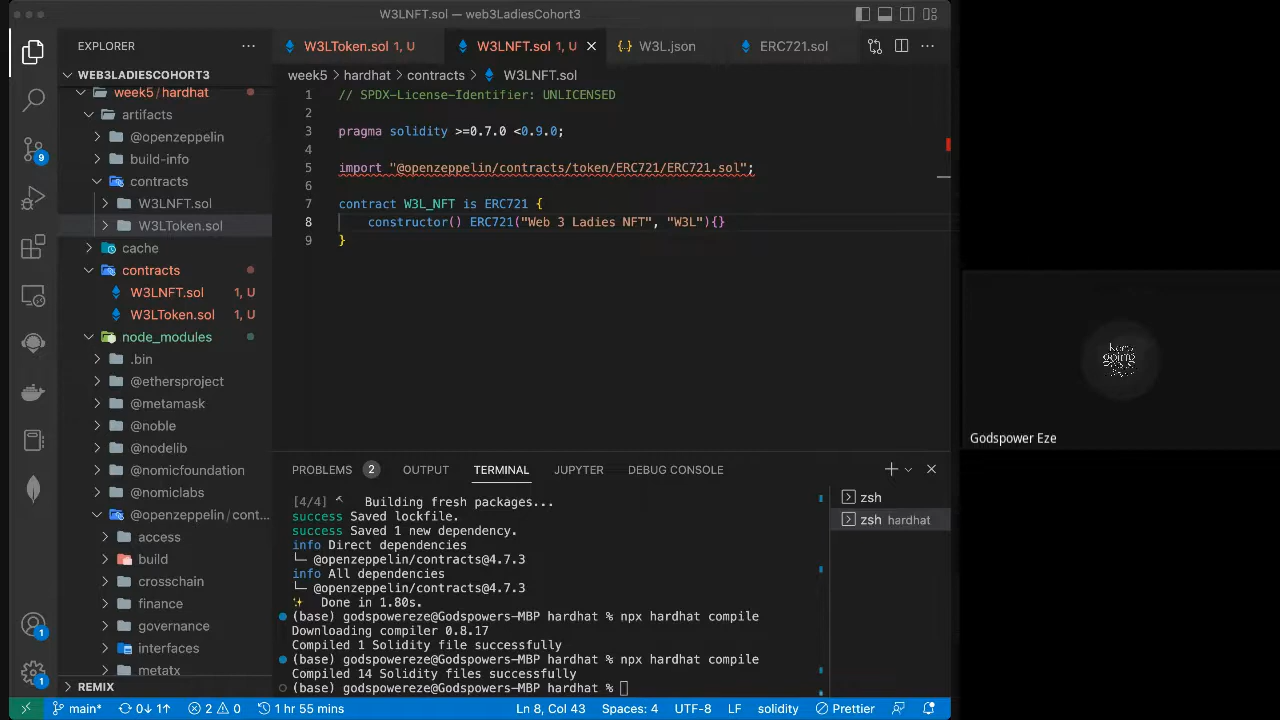 W3LNFT.sol — web3LadiesCohort3
EXPLORER
W3LToken.sol 1, U
W3LNFT.sol 1, U
W3L.json
ERC721.sol
WEB3LADIESCOHORT3
week5 / hardhat
artifacts
@openzeppelin
build-info
contracts
W3LNFT.sol
W3LToken.sol
cache
contracts
W3LNFT.sol 1, U
W3LToken.sol 1, U
node_modules
.bin
@ethersproject
@metamask
@noble
@nodelib
@nomicfoundation
@nomiclabs
@openzeppelin/cont...
access
build
crosschain
finance
governance
interfaces
metatx
REMIX
week5 > hardhat > contracts > W3LNFT.sol
1 // SPDX-License-Identifier: UNLICENSED
2
3 pragma solidity >=0.7.0 <0.9.0;
4
5 import "@openzeppelin/contracts/token/ERC721/ERC721.sol";
6
7 contract W3L_NFT is ERC721 {
8 constructor() ERC721("Web 3 Ladies NFT", "W3L"){}
9 }
PROBLEMS 2 OUTPUT TERMINAL JUPYTER DEBUG CONSOLE
[4/4] Building fresh packages...
success Saved lockfile.
success Saved 1 new dependency.
info Direct dependencies
└─ @openzeppelin/contracts@4.7.3
info All dependencies
└─ @openzeppelin/contracts@4.7.3
✨ Done in 1.80s.
(base) godspowereze@Godspowers-MBP hardhat % npx hardhat compile
Downloading compiler 0.8.17
Compiled 1 Solidity file successfully
(base) godspowereze@Godspowers-MBP hardhat % npx hardhat compile
Compiled 14 Solidity files successfully
(base) godspowereze@Godspowers-MBP hardhat %
zsh
zsh hardhat
9
1
1
main* 0↓ 1↑ 2 0 1 hr 55 mins Ln 8, Col 43 Spaces: 4 UTF-8 LF solidity Prettier
keep
going
Godspower Eze